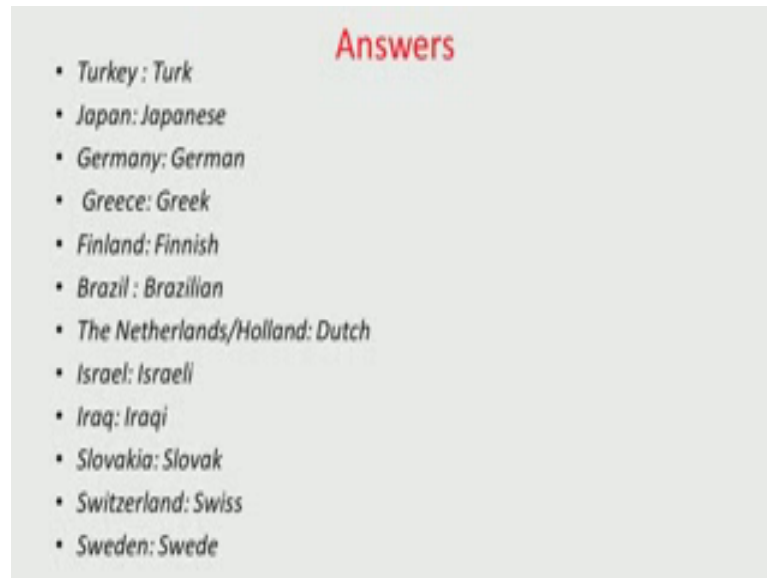 Answers
• Turkey : Turk
• Japan: Japanese
• Germany: German
• Greece: Greek
• Finland: Finnish
• Brazil : Brazilian
• The Netherlands/Holland: Dutch
• Israel: Israeli
• Iraq: Iraqi
• Slovakia: Slovak
• Switzerland: Swiss
• Sweden: Swede